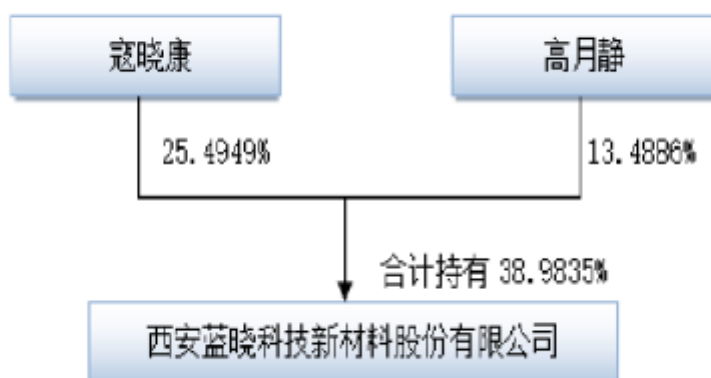 寇晓康
高月静
25.4949%
13.4886%
合计持有 38.9835%
西安蓝晓科技新材料股份有限公司